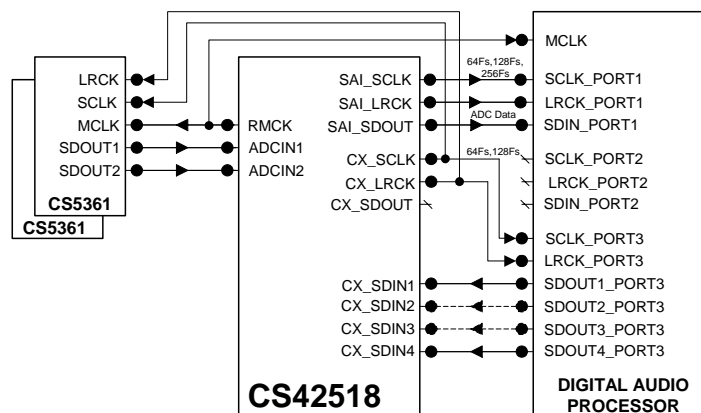 LRCK
SCLK
MCLK
SDOUT1
SDOUT2
CS5361
CS5361
RMCK
ADCIN1
ADCIN2
SAI_SCLK
SAI_LRCK
SAI_SDOUT
CX_SCLK
CX_LRCK
CX_SDOUT
CX_SDIN1
CX_SDIN2
CX_SDIN3
CX_SDIN4
CS42518
64Fs,128Fs,
256Fs
ADC Data
64Fs,128Fs
MCLK
SCLK_PORT1
LRCK_PORT1
SDIN_PORT1
SCLK_PORT2
LRCK_PORT2
SDIN_PORT2
SCLK_PORT3
LRCK_PORT3
SDOUT1_PORT3
SDOUT2_PORT3
SDOUT3_PORT3
SDOUT4_PORT3
DIGITAL AUDIO
PROCESSOR